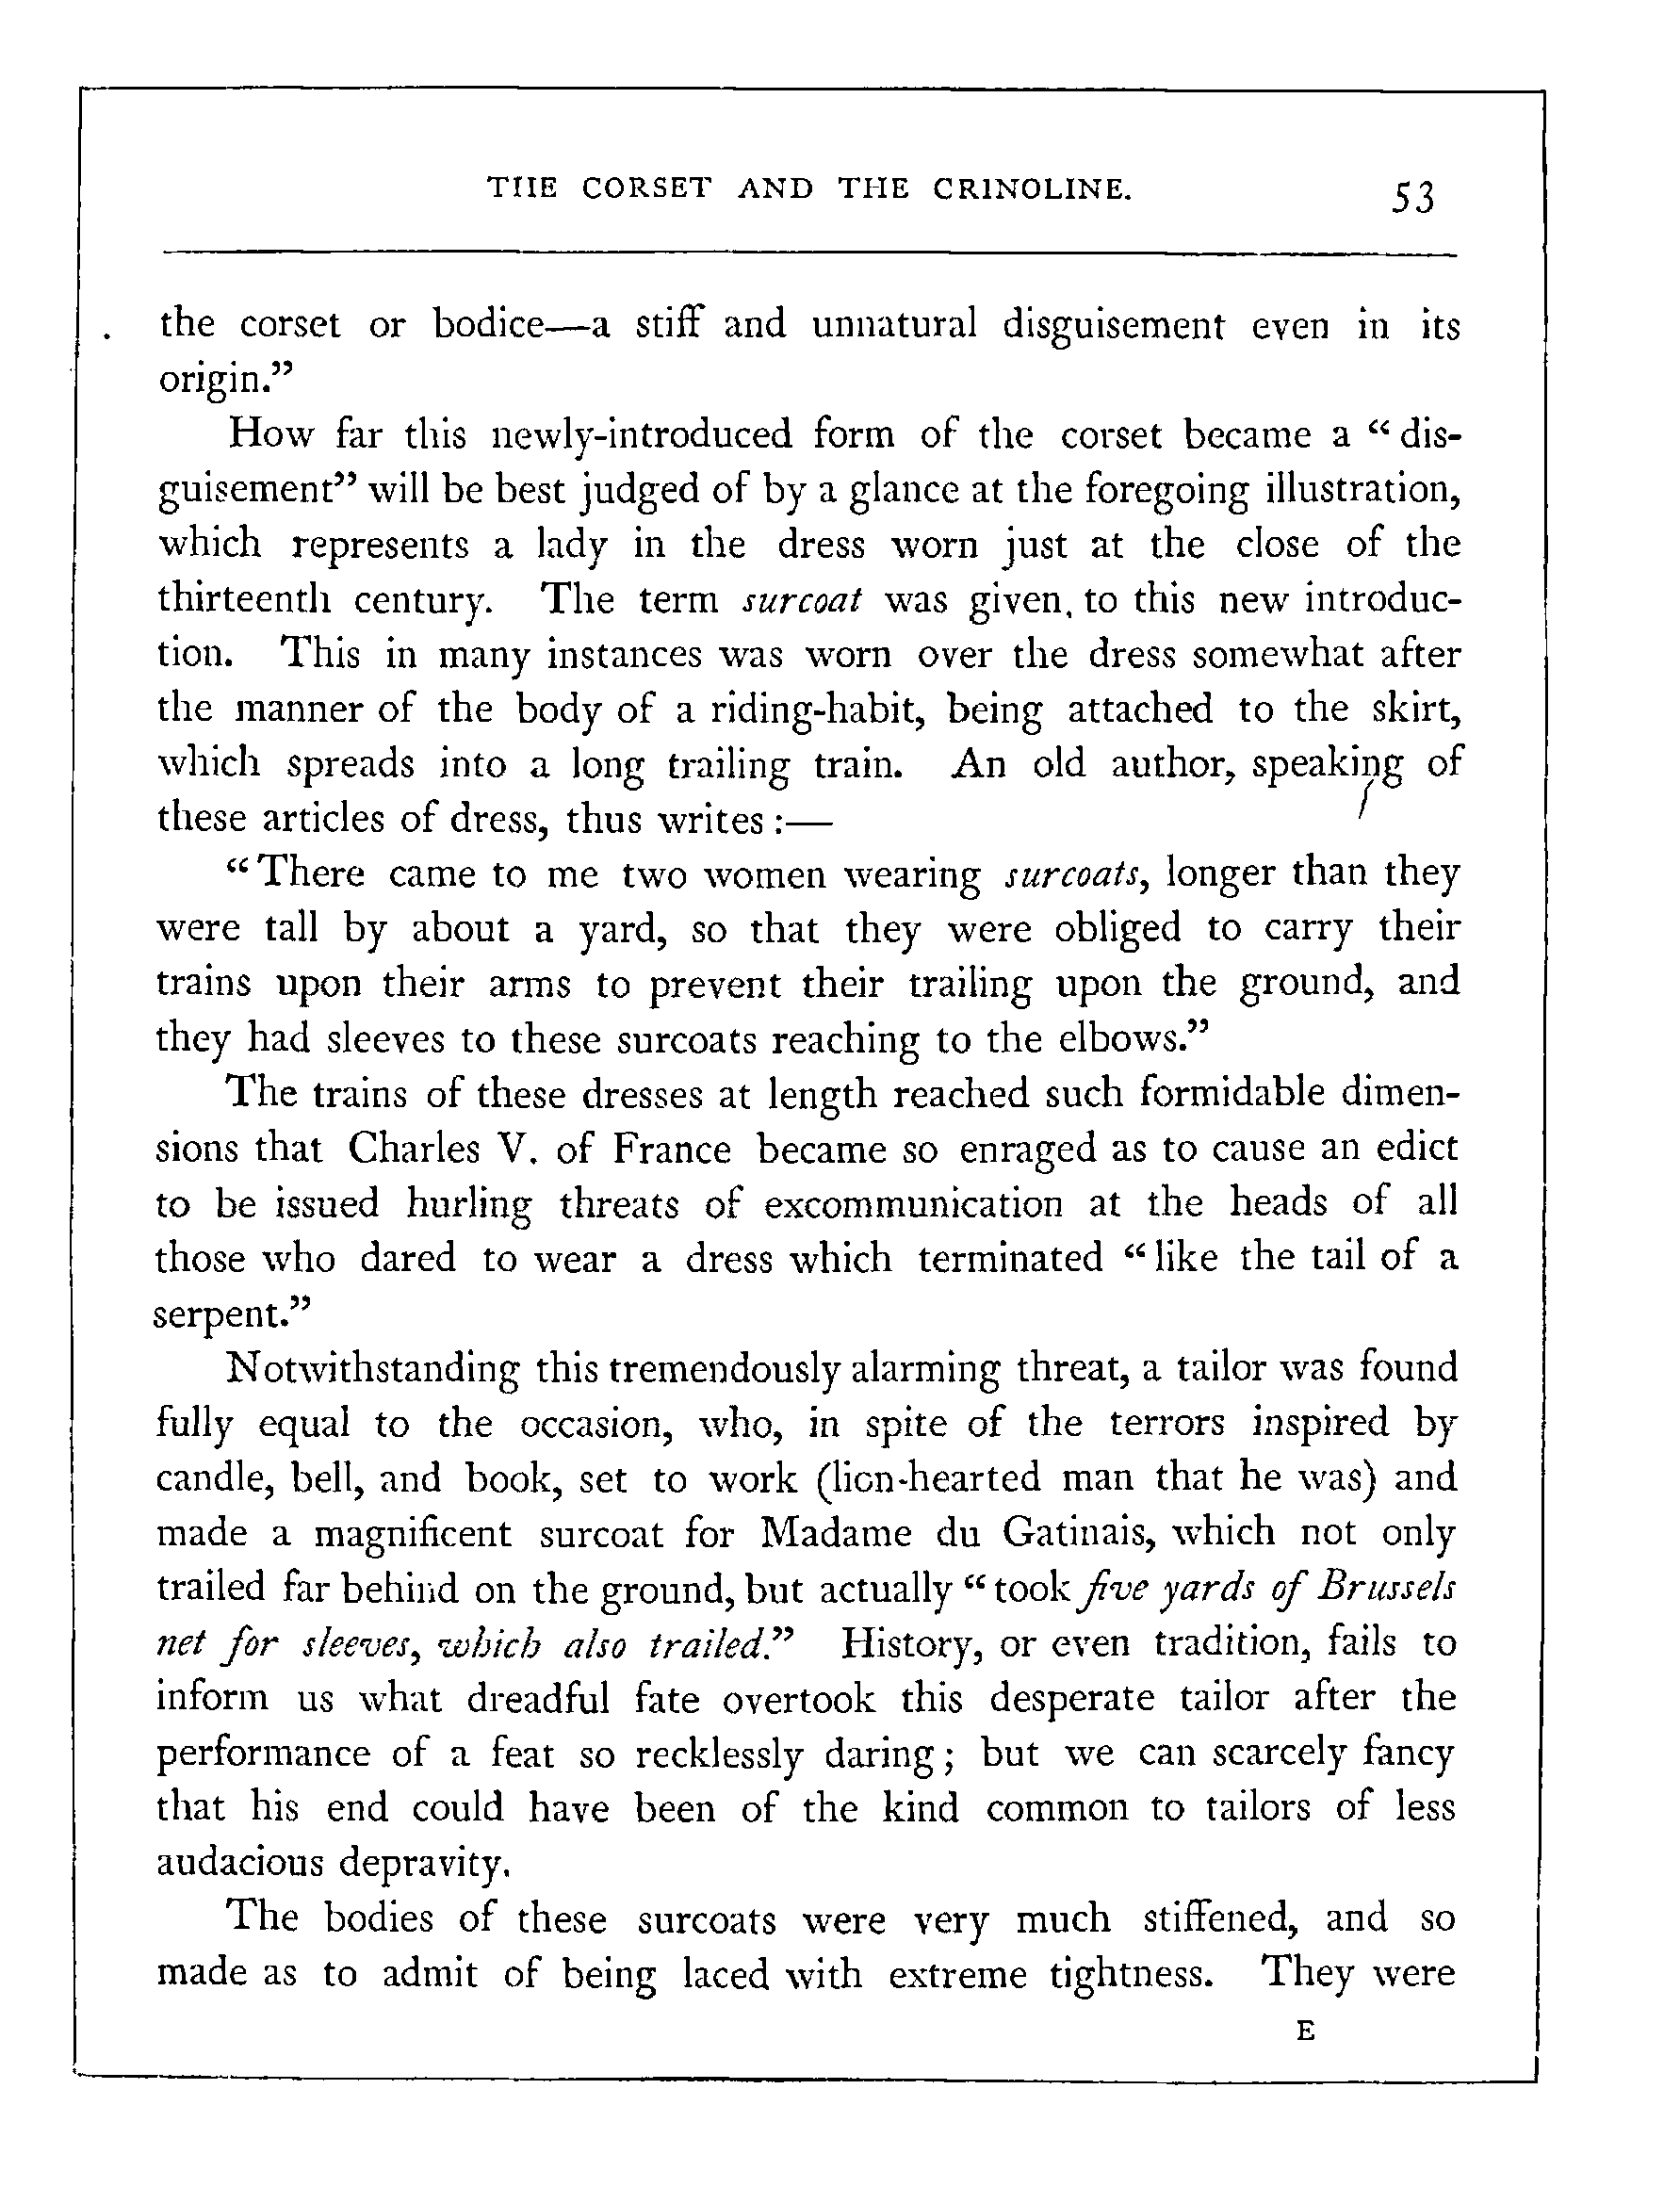 THE CORSET AND THE CRINOLINE. 53
the corset or bodice—a stiff and unnatural disguisement even in its
origin.”
How far this newly-introduced form of the corset became a “ dis-
guisement” will be best judged of by a glance at the foregoing illustration,
which represents a lady in the dress worn just at the close of the
thirteenth century. The term surcoat was given, to this new introduc-
tion. This in many instances was worn over the dress somewhat after
the manner of the body of a riding-habit, being attached to the skirt,
which spreads into a long trailing train. An old author, speaking of
these articles of dress, thus writes :—
“ There came to me two women wearing surcoats, longer than they
were tall by about a yard, so that they were obliged to carry their
trains upon their arms to prevent their trailing upon the ground, and
they had sleeves to these surcoats reaching to the elbows.”
The trains of these dresses at length reached such formidable dimen-
sions that Charles V. of France became so enraged as to cause an edict
to be issued hurling threats of excommunication at the heads of all
those who dared to wear a dress which terminated “ like the tail of a
serpent.”
Notwithstanding this tremendously alarming threat, a tailor was found
fully equal to the occasion, who, in spite of the terrors inspired by
candle, bell, and book, set to work (lion-hearted man that he was) and
made a magnificent surcoat for Madame du Gatinais, which not only
trailed far behind on the ground, but actually “ took five yards of Brussels
net for sleeves, which also trailed.” History, or even tradition, fails to
inform us what dreadful fate overtook this desperate tailor after the
performance of a feat so recklessly daring ; but we can scarcely fancy
that his end could have been of the kind common to tailors of less
audacious depravity.
The bodies of these surcoats were very much stiffened, and so
made as to admit of being laced with extreme tightness. They were
E